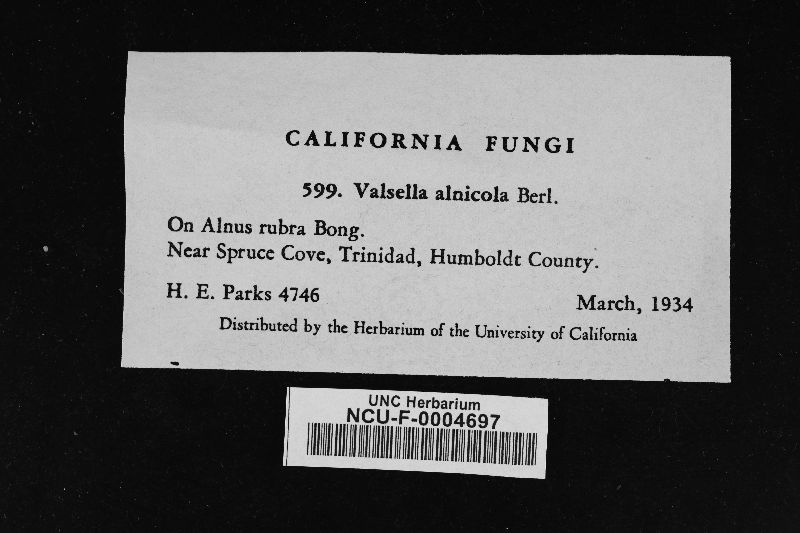 CALIFORNIA FUNGI
599. Valsella alnicola Berl.
On Alnus rubra Bong.
Near Spruce Cove, Trinidad, Humboldt County.
H. E. Parks 4746 March, 1934
Distributed by the Herbarium of the University of California
UNC Herbarium
NCU-F-0004697